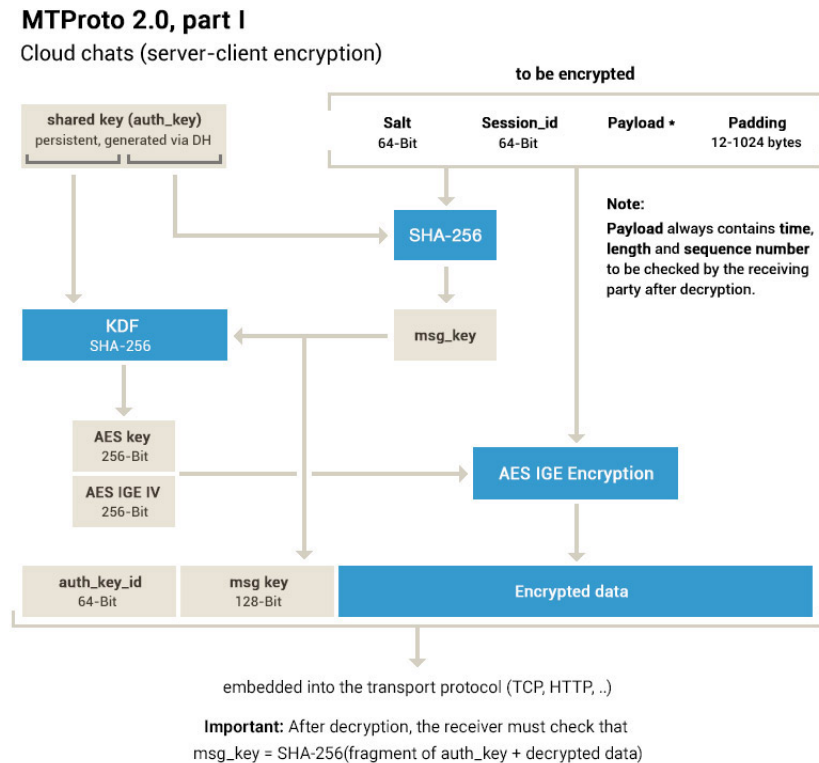 MTProto 2.0, part I
Cloud chats (server-client encryption)
to be encrypted
shared key (auth_key)
persistent, generated via DH
Salt
64-Bit
Session_id
64-Bit
Payload *
Padding
12-1024 bytes
Note:
Payload always contains time,
length and sequence number
to be checked by the receiving
party after decryption.
SHA-256
KDF
SHA-256
msg_key
AES key
256-Bit
AES IGE IV
256-Bit
AES IGE Encryption
auth_key_id
64-Bit
msg key
128-Bit
Encrypted data
embedded into the transport protocol (TCP, HTTP, ..)
Important: After decryption, the receiver must check that
msg_key = SHA-256(fragment of auth_key + decrypted data)